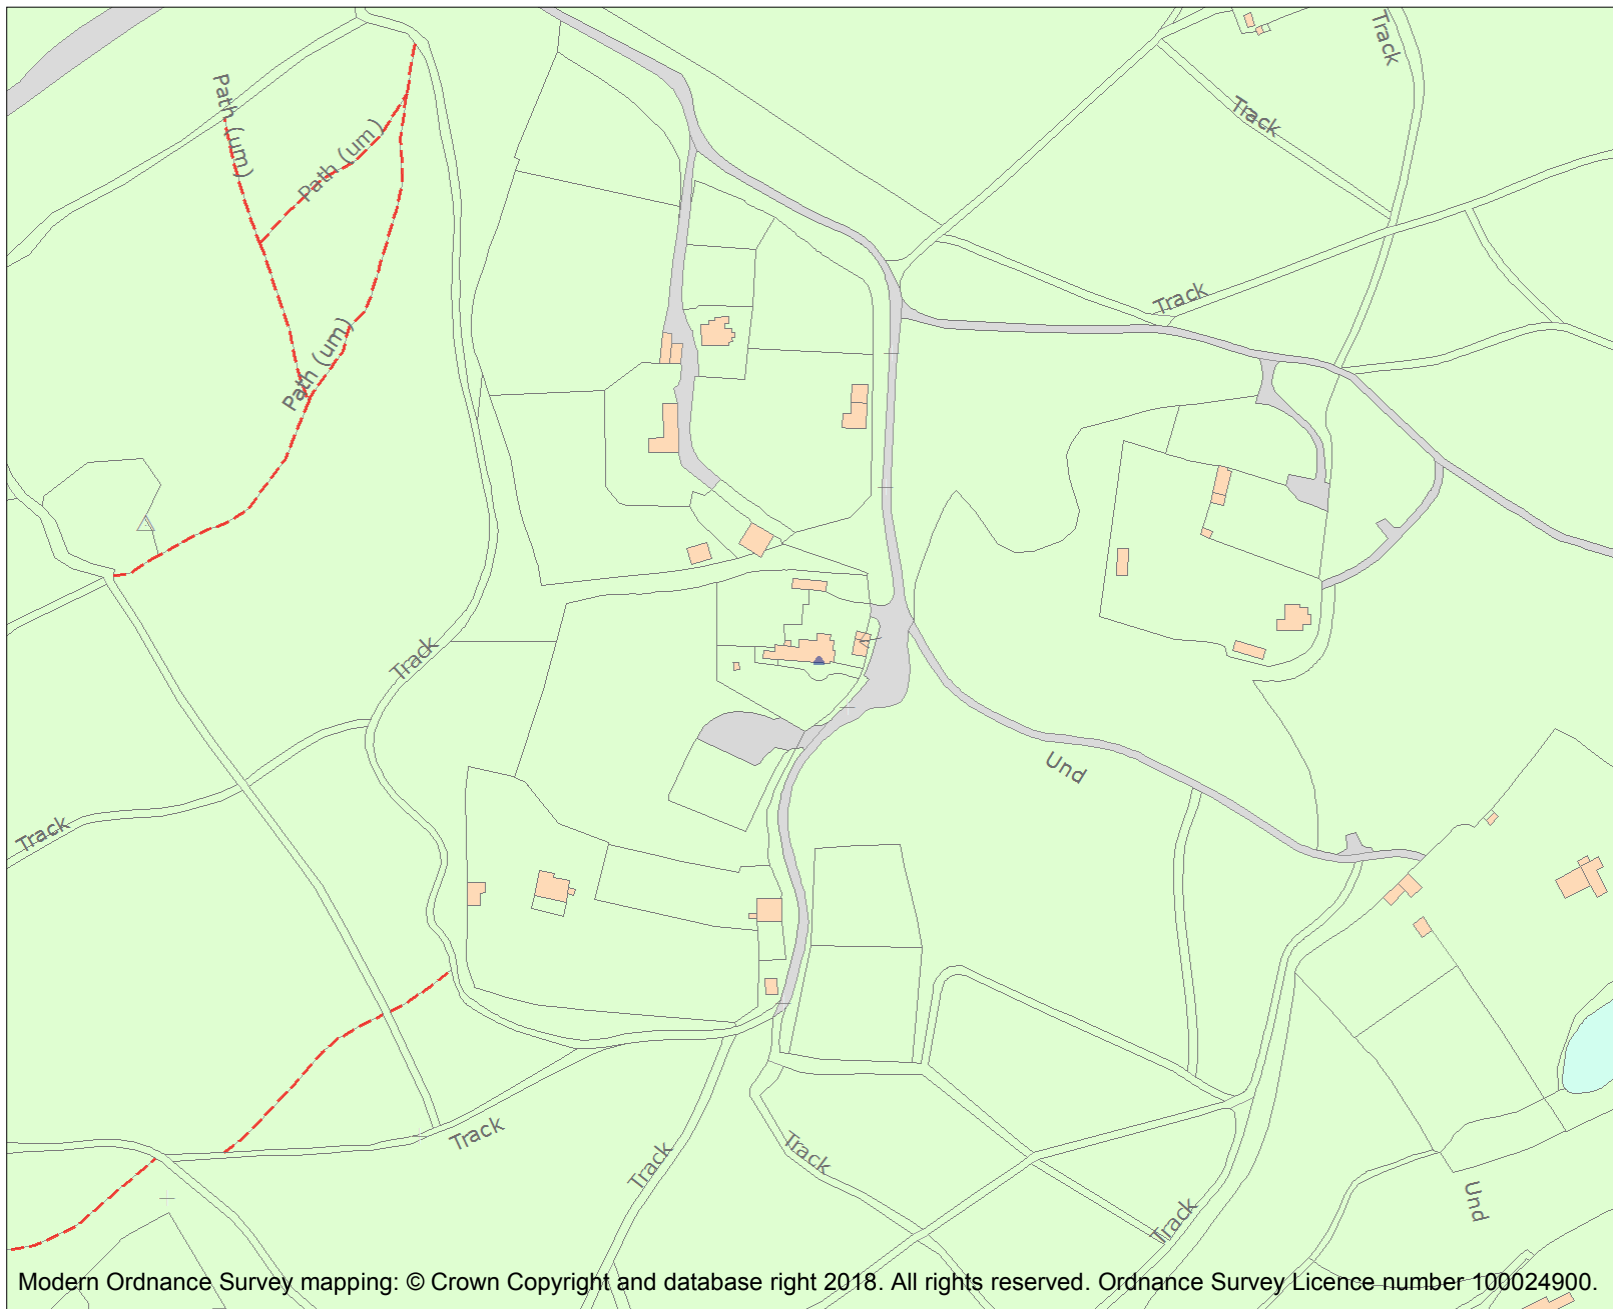 Track
Path (um)
Track
Path (um)
Track
Path (um)
Track
Und
Track
Track
Track
Track
Track
Und
Modern Ordnance Survey mapping: © Crown Copyright and database right 2018. All rights reserved. Ordnance Survey Licence number 100024900.